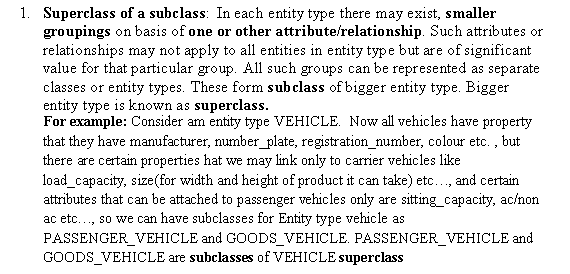 1. Superclass of a subclass: In each entity type there may exist, smaller
groupings on basis of one or other attribute/relationship. Such attributes or
relationships may not apply to all entities in entity type but are of significant
value for that particular group. All such groups can be represented as separate
classes or entity types. These form subclass of bigger entity type. Bigger
entity type is known as superclass.
For example: Consider am entity type VEHICLE. Now all vehicles have property
that they have manufacturer, number_plate, registration_number, colour etc. , but
there are certain properties hat we may link only to carrier vehicles like
load_capacity, size(for width and height of product it can take) etc..., and certain
attributes that can be attached to passenger vehicles only are sitting_capacity, ac/non
ac etc..., so we can have subclasses for Entity type vehicle as
PASSENGER_VEHICLE and GOODS_VEHICLE. PASSENGER_VEHICLE and
GOODS_VEHICLE are subclasses of VEHICLE superclass